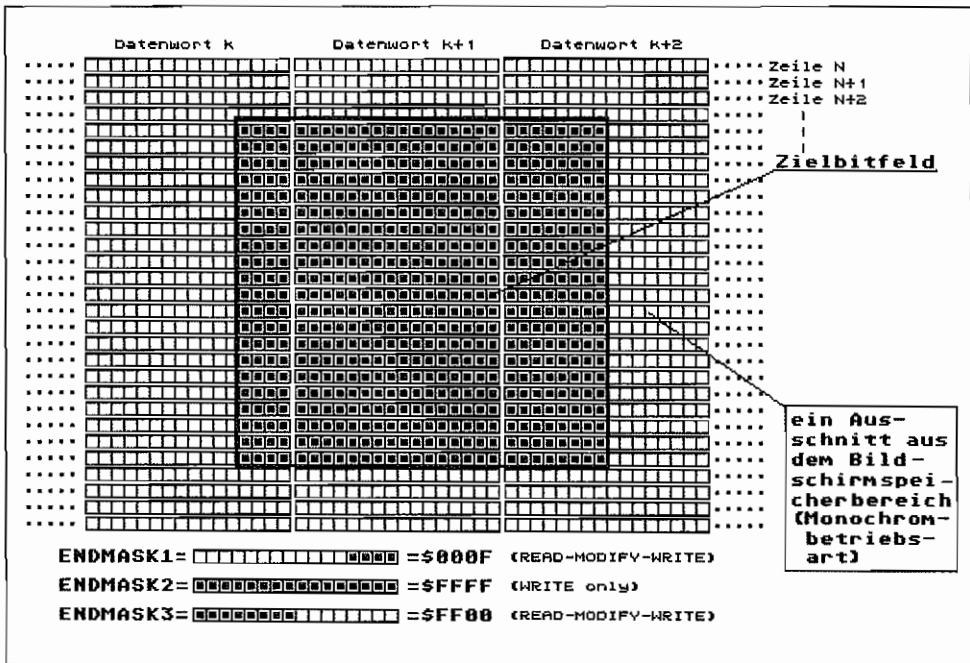 Datenwort k Datenwort k+1 Datenwort k+2
Zeile N
Zeile N+1
Zeile N+2
Zielbitfeld
ein Aus-
schnitt aus
dem Bild-
schirmspei-
cherbereich
(Monochrom-
betriebs-
art)
ENDMASK1= =$000F (READ-MODIFY-WRITE)
ENDMASK2= =$FFFF (WRITE only)
ENDMASK3= =$FF00 (READ-MODIFY-WRITE)